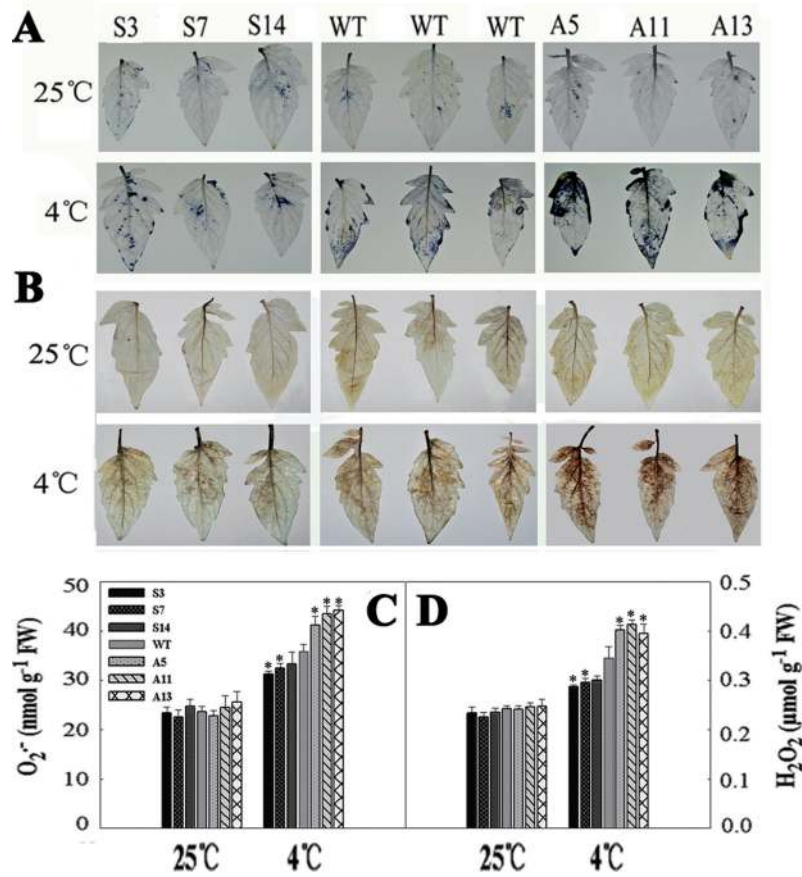 A
S3 S7 S14 WT WT WT A5 A11 A13
25℃
4℃
B
25℃
4℃
C
D
50
40
30
20
10
0
O₂·⁻ (nmol g⁻¹ FW)
S3
S7
S14
WT
A5
A11
A13
* * * * *
25℃ 4℃
* * * * *
25℃ 4℃
0.5
0.4
0.3
0.2
0.1
0.0
H₂O₂ (μmol g⁻¹ FW)